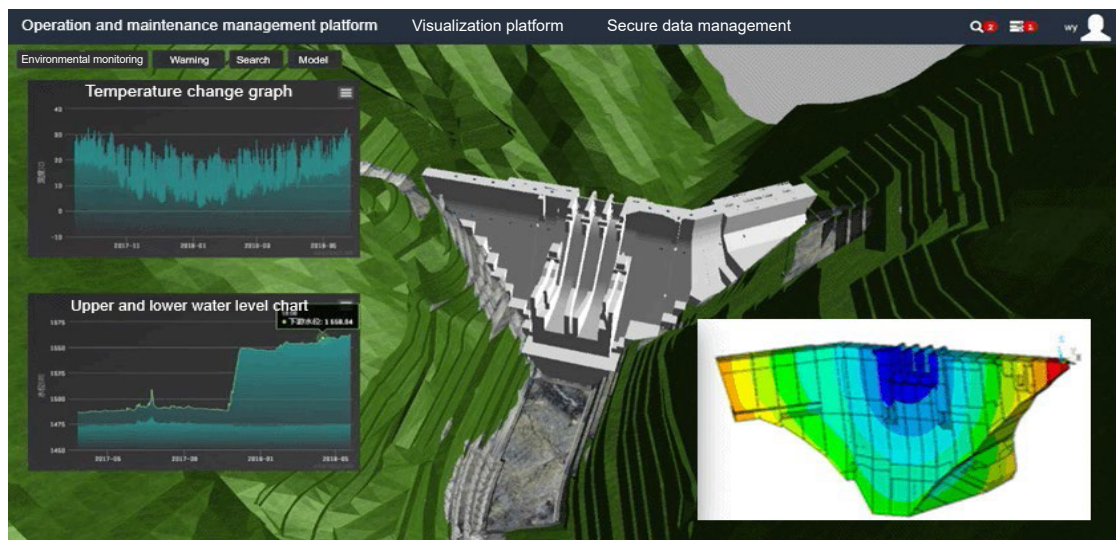 Operation and maintenance management platform
Visualization platform
Secure data management
wy
Environmental monitoring
Warning
Search
Model
Temperature change graph
40
30
20
10
0
-10
2017-11
2018-01
2018-03
2018-05
Upper and lower water level chart
1575
1550
1500
1475
1450
2017-05
2018-01
2018-05